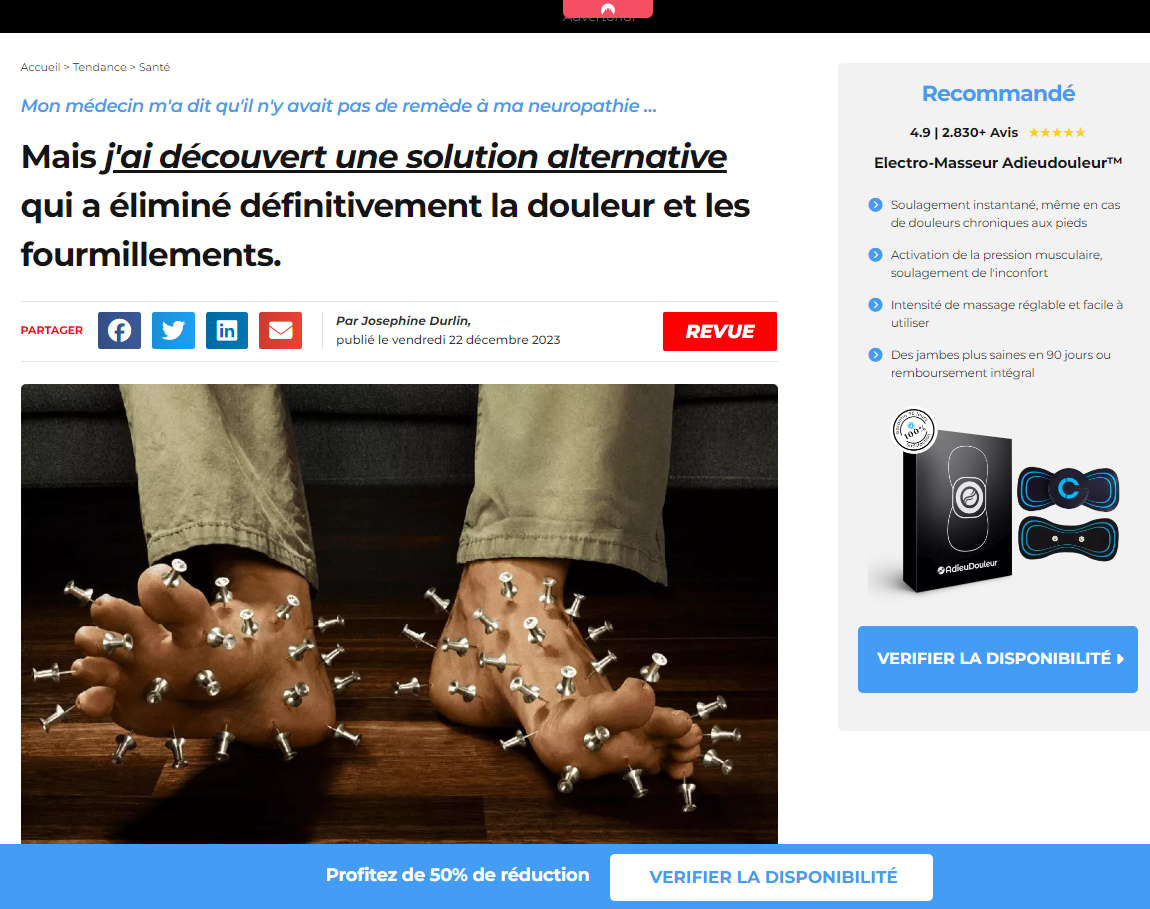 Advertorial
Accueil > Tendance > Santé
Mon médecin m'a dit qu'il n'y avait pas de remède à ma neuropathie ...
Mais j'ai découvert une solution alternative
qui a éliminé définitivement la douleur et les
fourmillements.
PARTAGER
Par Josephine Durlin,
publié le vendredi 22 décembre 2023
REVUE
Recommandé
4.9 | 2.830+ Avis
Electro-Masseur Adieudouleur™
Soulagement instantané, même en cas
de douleurs chroniques aux pieds
Activation de la pression musculaire,
soulagement de l'inconfort
Intensité de massage réglable et facile à
utiliser
Des jambes plus saines en 90 jours ou
remboursement intégral
100%
AdieuDouleur
VERIFIER LA DISPONIBILITÉ
Profitez de 50% de réduction
VERIFIER LA DISPONIBILITÉ